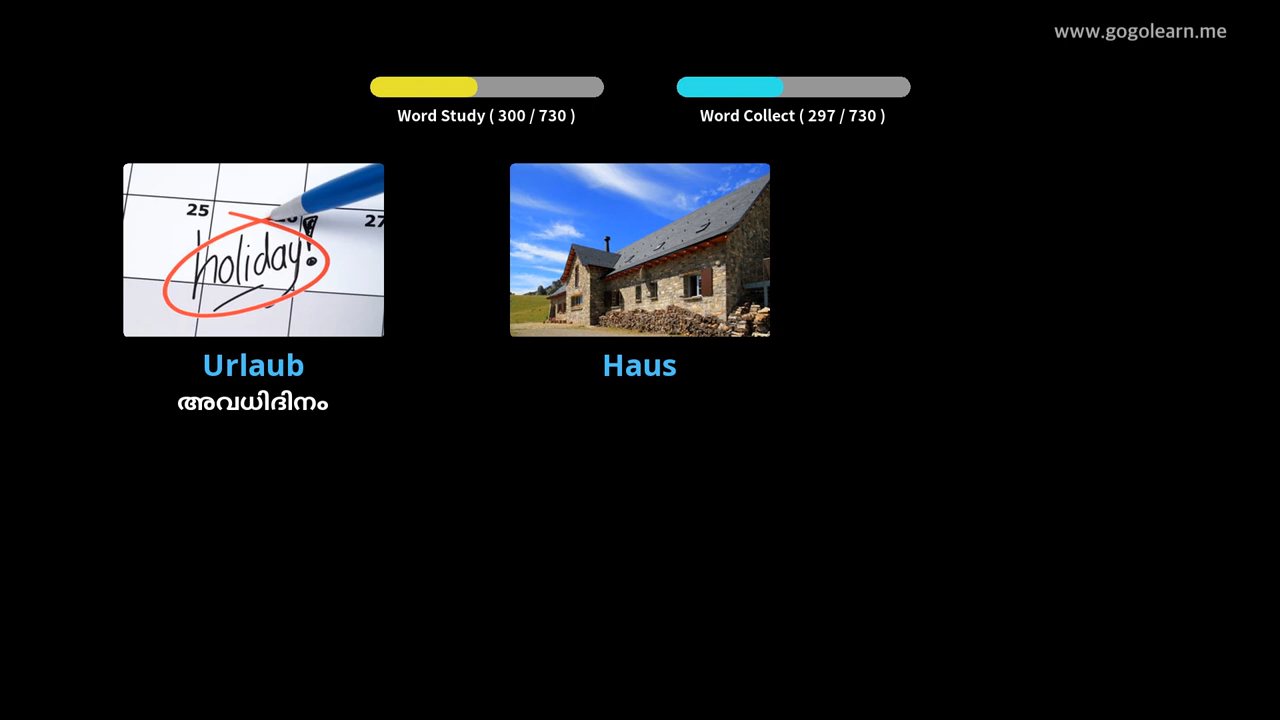 www.gogolearn.me
Word Study ( 300 / 730 )
Word Collect ( 297 / 730 )
25
27
holiday!
Urlaub
Haus
അവധിദിനം